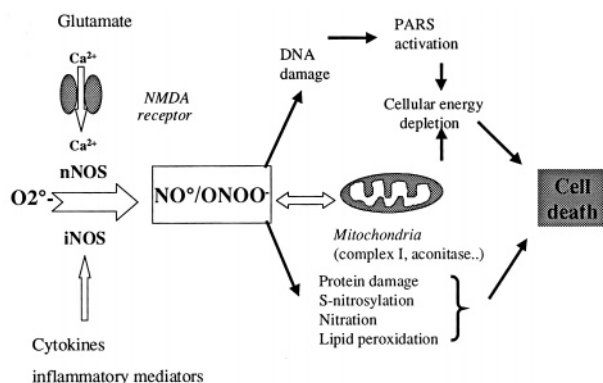 Glutamate
Ca²⁺
NMDA
receptor
Ca²⁺
nNOS
O2°-
iNOS
Cytokines
inflammatory mediators
NO°/ONOO-
DNA
damage
PARS
activation
Cellular energy
depletion
Mitochondria
(complex I, aconitase..)
Protein damage
S-nitrosylation
Nitration
Lipid peroxidation
Cell
death